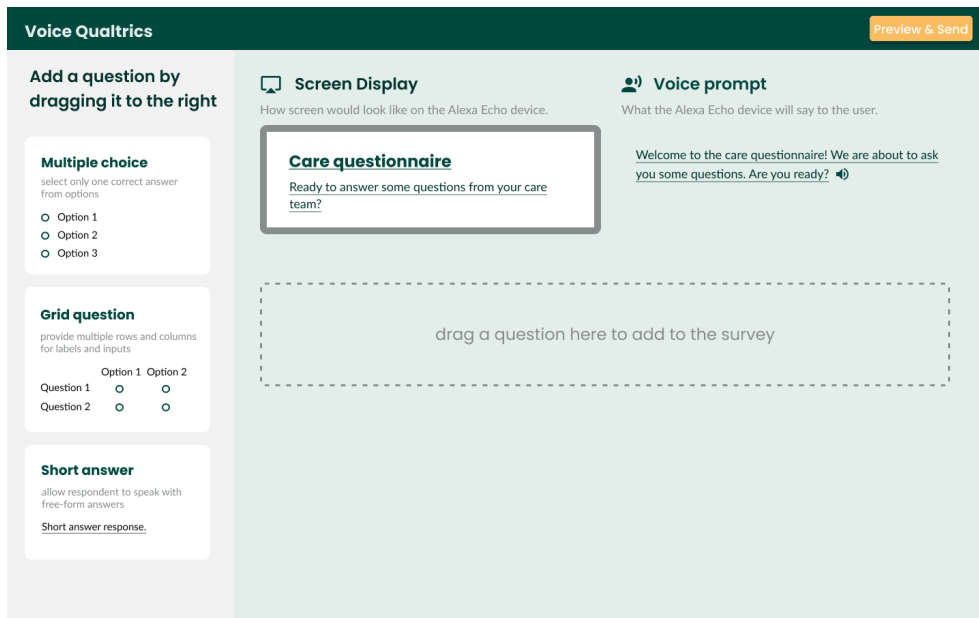 Voice Qualtrics
Preview & Send
Add a question by
dragging it to the right
Multiple choice
select only one correct answer
from options
Option 1
Option 2
Option 3
Grid question
provide multiple rows and columns
for labels and inputs
Option 1 Option 2
Question 1
Question 2
Short answer
allow respondent to speak with
free-form answers
Short answer response.
Screen Display
How screen would look like on the Alexa Echo device.
Care questionnaire
Ready to answer some questions from your care
team?
Voice prompt
What the Alexa Echo device will say to the user.
Welcome to the care questionnaire! We are about to ask
you some questions. Are you ready?
drag a question here to add to the survey